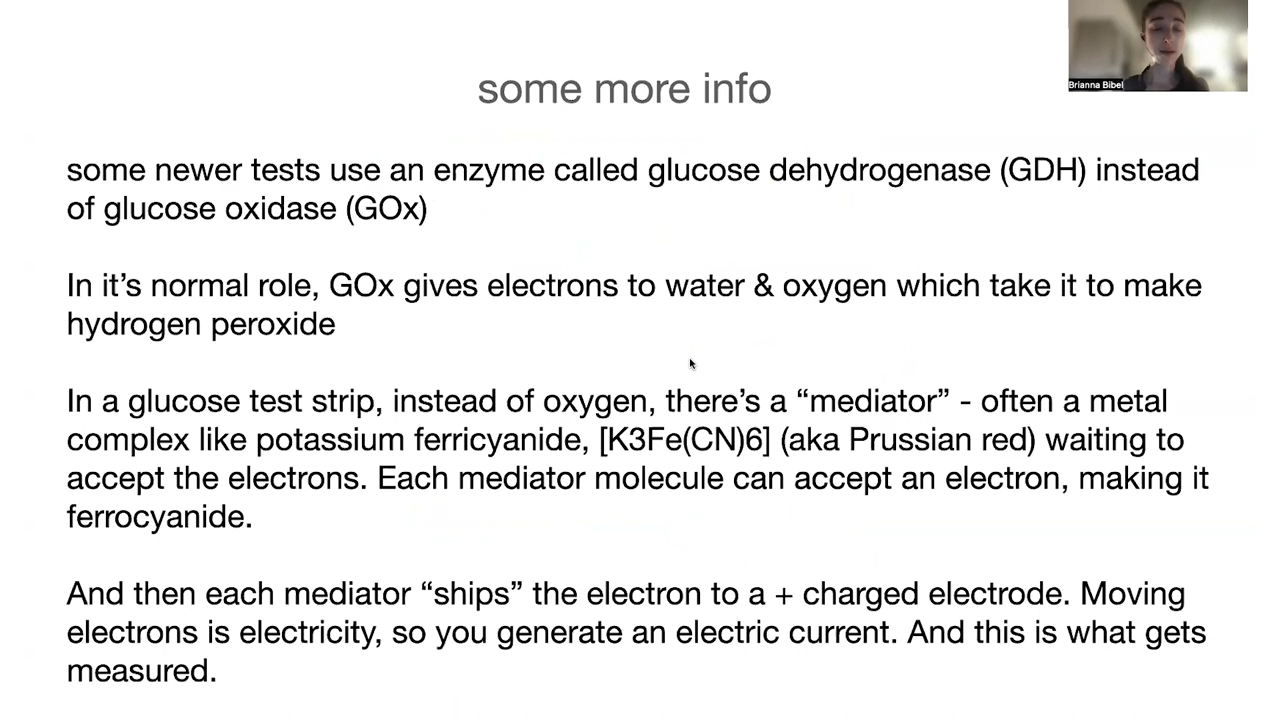 Brianna Bibel
some more info
some newer tests use an enzyme called glucose dehydrogenase (GDH) instead
of glucose oxidase (GOx)
In it’s normal role, GOx gives electrons to water & oxygen which take it to make
hydrogen peroxide
In a glucose test strip, instead of oxygen, there’s a “mediator” - often a metal
complex like potassium ferricyanide, [K3Fe(CN)6] (aka Prussian red) waiting to
accept the electrons. Each mediator molecule can accept an electron, making it
ferrocyanide.
And then each mediator “ships” the electron to a + charged electrode. Moving
electrons is electricity, so you generate an electric current. And this is what gets
measured.